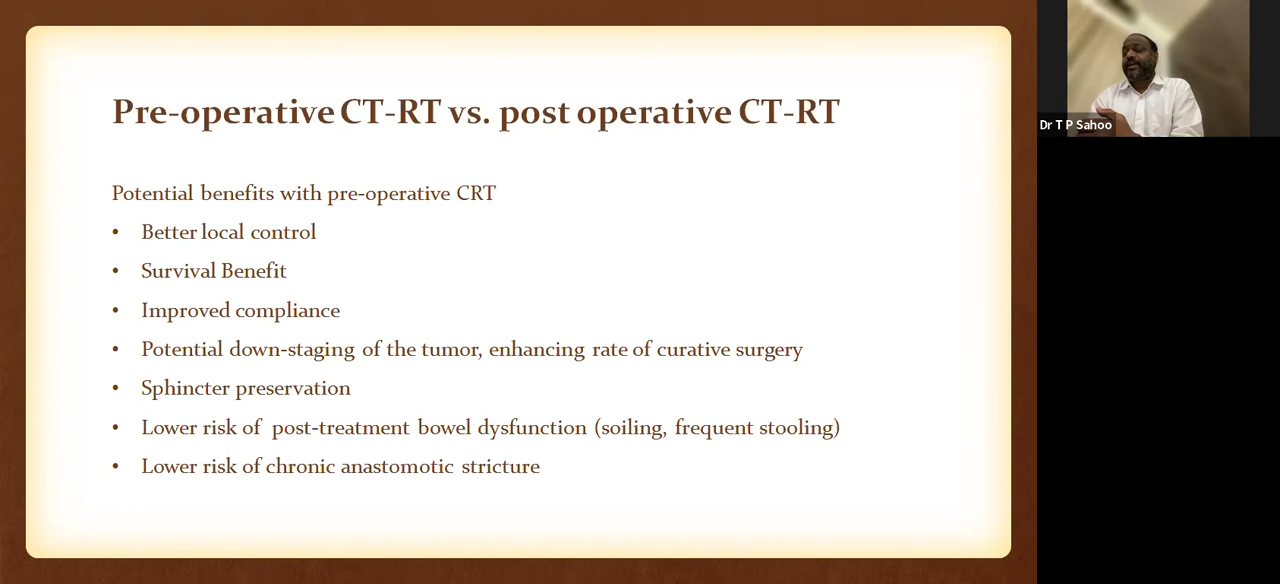 Pre-operative CT-RT vs. post operative CT-RT
Potential benefits with pre-operative CRT
• Better local control
• Survival Benefit
• Improved compliance
• Potential down-staging of the tumor, enhancing rate of curative surgery
• Sphincter preservation
• Lower risk of post-treatment bowel dysfunction (soiling, frequent stooling)
• Lower risk of chronic anastomotic stricture
Dr T P Sahoo